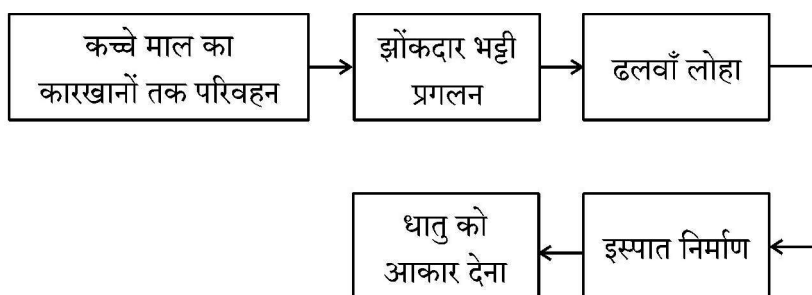 कच्चे माल का
कारखानों तक परिवहन
झोंकदार भट्टी
प्रगलन
ढलवाँ लोहा
इस्पात निर्माण
धातु को
आकार देना